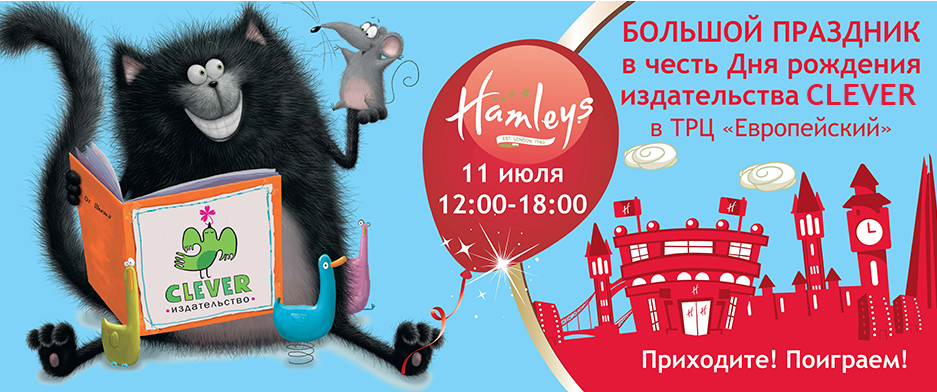 БОЛЬШОЙ ПРАЗДНИК
в честь Дня рождения
издательства CLEVER
в ТРЦ «Европейский»
Hamleys
EST. LONDON 1760
11 июля
12:00-18:00
CLEVER
•издательство•
H
H
H
Приходите! Поиграем!